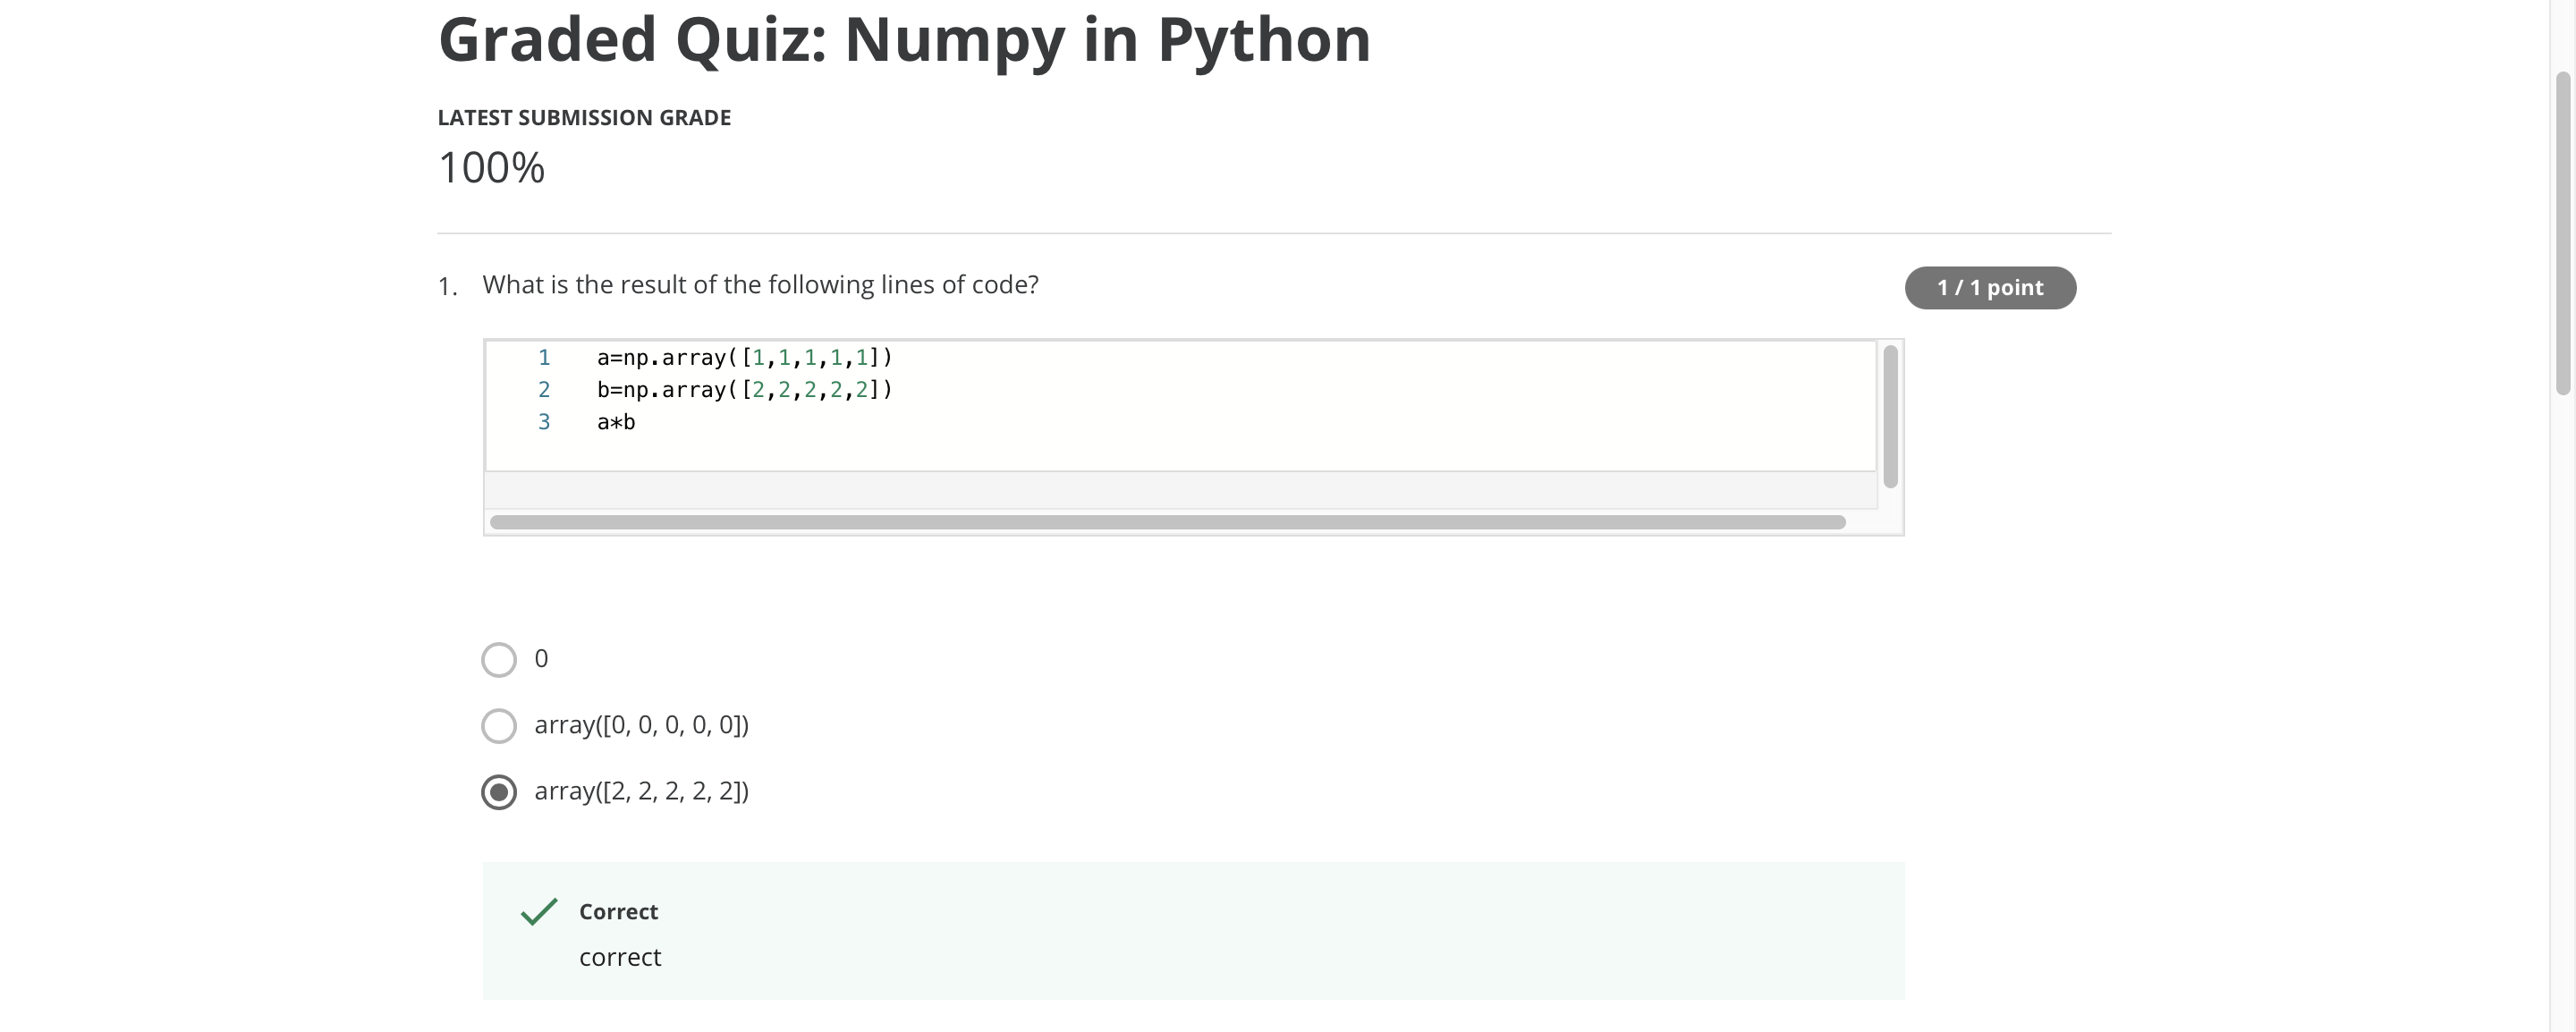 Graded Quiz: Numpy in Python
LATEST SUBMISSION GRADE
100%
1. What is the result of the following lines of code?
1 / 1 point
1 a=np.array([1,1,1,1,1])
2 b=np.array([2,2,2,2,2])
3 a*b
0
array([0, 0, 0, 0, 0])
array([2, 2, 2, 2, 2])
Correct
correct